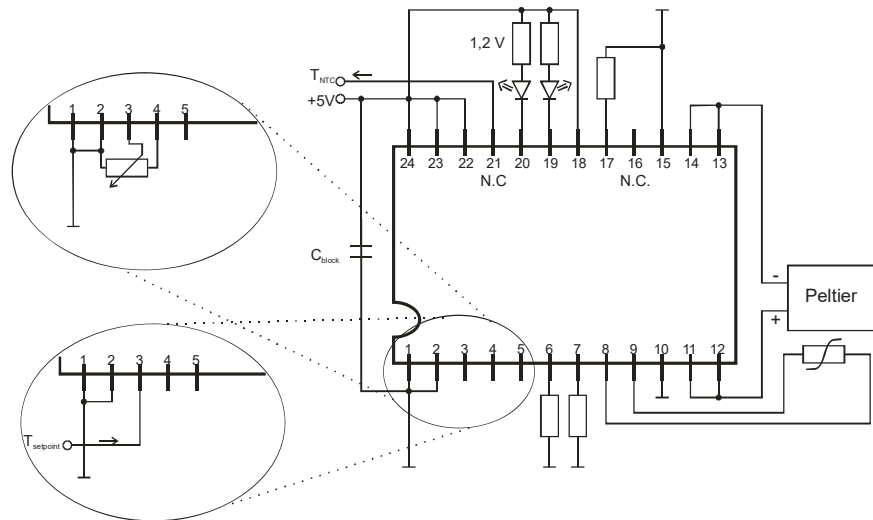 1,2 V
T_NTC
+5V
24 23 22 21 20 19 18 17 16 15 14 13
N.C N.C.
1 2 3 4 5
C_block
-
Peltier
+
1 2 3 4 5 6 7 8 9 10 11 12
1 2 3 4 5
T_setpoint